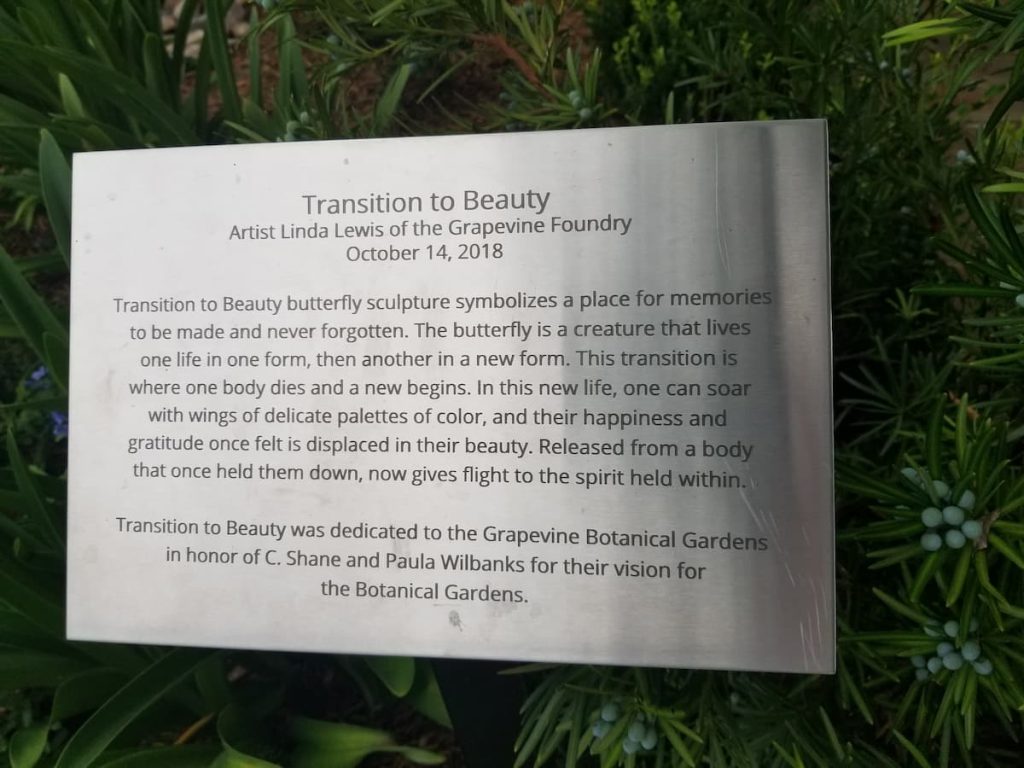 Transition to Beauty
Artist Linda Lewis of the Grapevine Foundry
October 14, 2018
Transition to Beauty butterfly sculpture symbolizes a place for memories
to be made and never forgotten. The butterfly is a creature that lives
one life in one form, then another in a new form. This transition is
where one body dies and a new begins. In this new life, one can soar
with wings of delicate palettes of color, and their happiness and
gratitude once felt is displaced in their beauty. Released from a body
that once held them down, now gives flight to the spirit held within.
Transition to Beauty was dedicated to the Grapevine Botanical Gardens
in honor of C. Shane and Paula Wilbanks for their vision for
the Botanical Gardens.